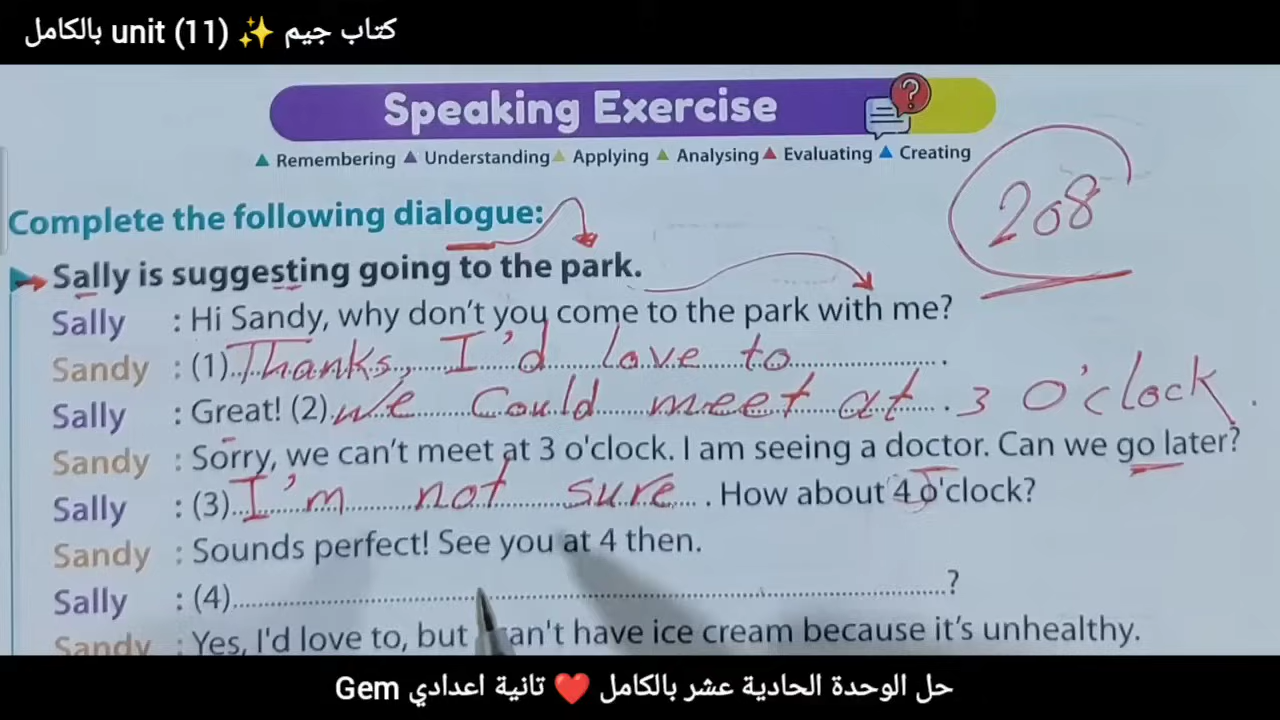 كتاب جيم ✨ unit (11) بالكامل
Speaking Exercise
▲ Remembering ▲ Understanding ▲ Applying ▲ Analysing ▲ Evaluating ▲ Creating
208
Complete the following dialogue:
Sally is suggesting going to the park.
Sally : Hi Sandy, why don't you come to the park with me?
Sandy : (1) Thanks, I'd love to .
Sally : Great! (2) We Could meet at 3 O'clock .
Sandy : Sorry, we can't meet at 3 o'clock. I am seeing a doctor. Can we go later?
Sally : (3) I'm not sure . How about 4 o'clock?
Sandy : Sounds perfect! See you at 4 then.
Sally : (4)..........?
Sandy : Yes, I'd love to, but can't have ice cream because it's unhealthy.
حل الوحدة الحادية عشر بالكامل ❤️ تانية اعدادي Gem